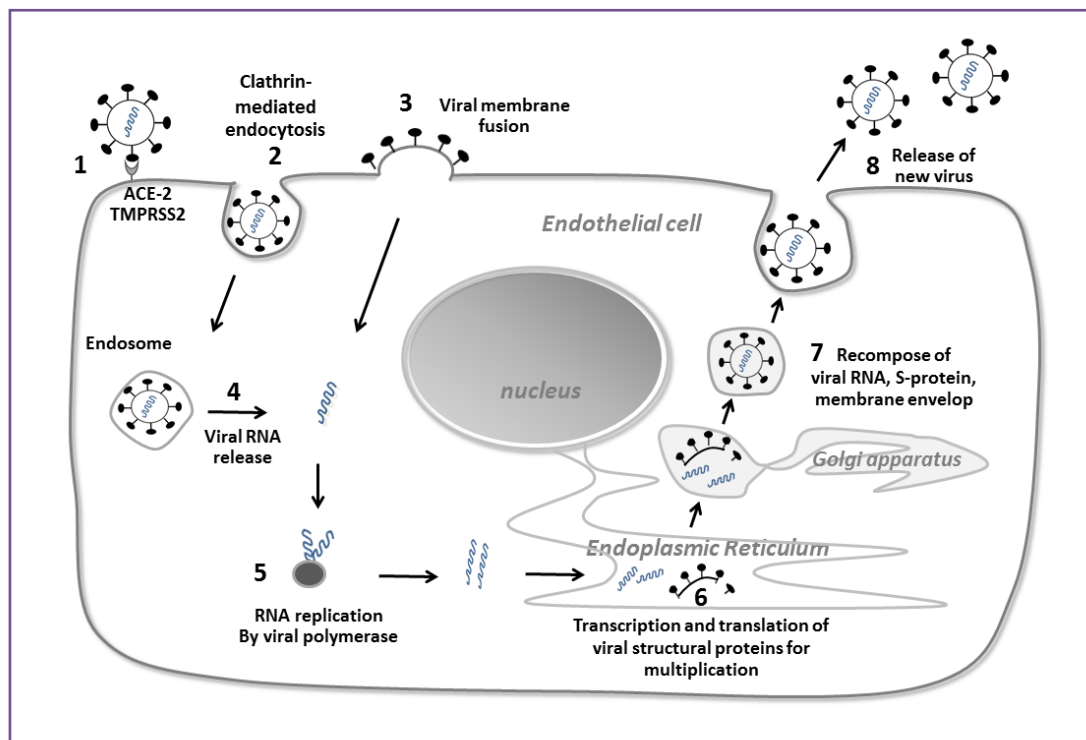 1
ACE-2
TMPRSS2
Clathrin-
mediated
endocytosis
2
3
Viral membrane
fusion
Endothelial cell
8
Release of
new virus
Endosome
4
Viral RNA
release
nucleus
7
Recompose of
viral RNA, S-protein,
membrane envelop
Golgi apparatus
5
RNA replication
By viral polymerase
Endoplasmic Reticulum
6
Transcription and translation of
viral structural proteins for
multiplication